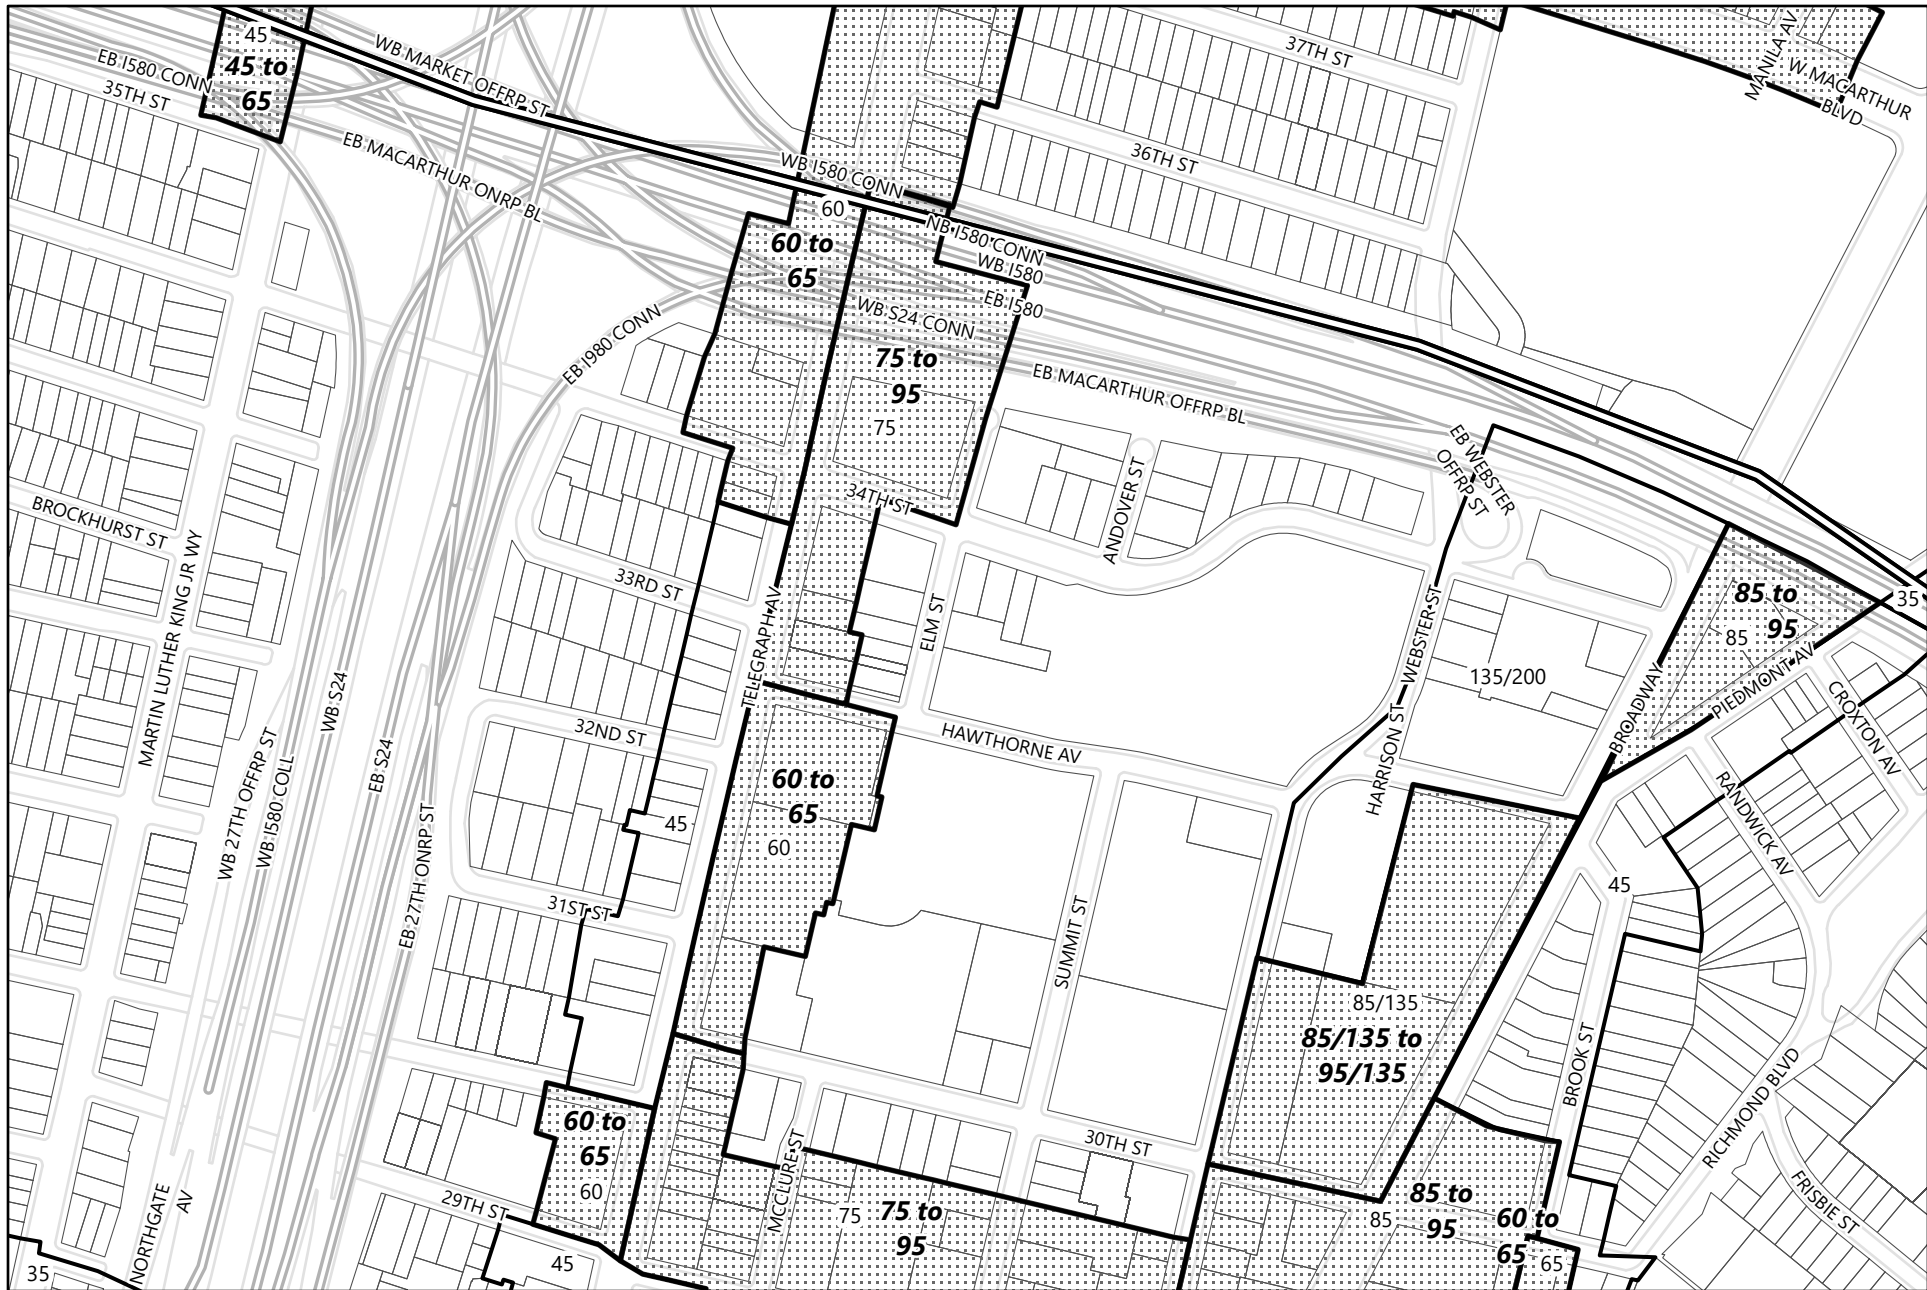 45
45 to
65
WB MARKET OFFRP ST
EB I580 CONN
35TH ST
EB MACARTHUR ONRP BL
37TH ST
36TH ST
MANILA AV
W MACARTHUR
BLVD
WB I580 CONN
60
60 to
65
NB I580 CONN
WB I580
EB I580
WB S24 CONN
75 to
95
75
EB I980 CONN
EB MACARTHUR OFFRP BL
EB WEBSTER
OFFRP ST
34TH ST
ANDOVER ST
BROCKHURST ST
MARTIN LUTHER KING JR WY
33RD ST
TELEGRAPH AV
ELM ST
WEBSTER ST
135/200
85 to
95
85
35
PIEDMONT AV
BROADWAY
CROXTON AV
WB S24
EB S24
WB 27TH OFFRP ST
WB I580 COLL
32ND ST
HAWTHORNE AV
HARRISON ST
RANDWICK AV
60 to
65
60
45
EB 27TH ONRP ST
31ST ST
SUMMIT ST
45
85/135
85/135 to
95/135
BROOK ST
RICHMOND BLVD
60 to
65
60
30TH ST
MCCLURE ST
29TH ST
NORTHGATE
AV
75
75 to
95
85 to
95
85
60 to
65
65
FRISBIE ST
45
35